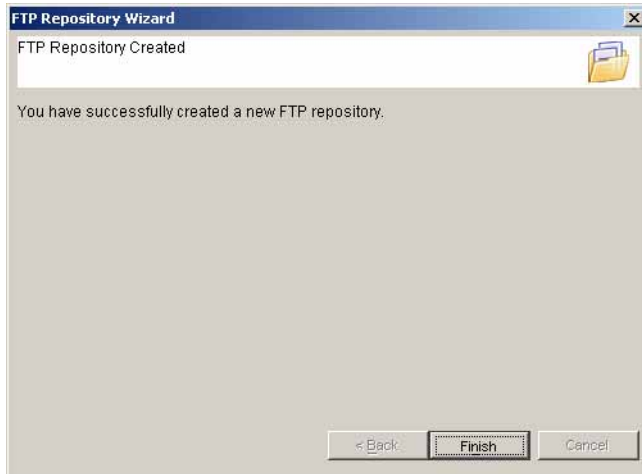 FTP Repository Wizard
FTP Repository Created
You have successfully created a new FTP repository.
< Back Finish Cancel